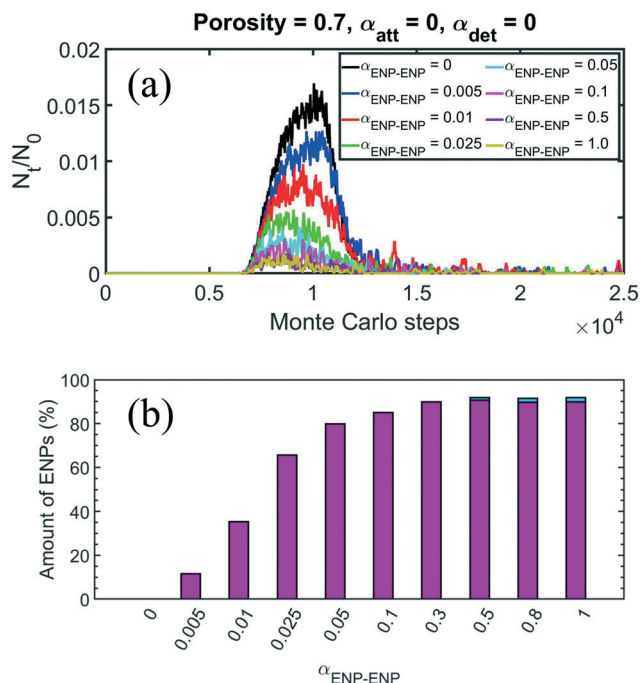 Porosity = 0.7, α_att = 0, α_det = 0
(a)
N_t/N_0
0.02
0.015
0.01
0.005
0
α_ENP-ENP = 0
α_ENP-ENP = 0.005
α_ENP-ENP = 0.01
α_ENP-ENP = 0.025
α_ENP-ENP = 0.05
α_ENP-ENP = 0.1
α_ENP-ENP = 0.5
α_ENP-ENP = 1.0
0 0.5 1 1.5 2 2.5
Monte Carlo steps
×10^4
(b)
Amount of ENPs (%)
100
80
60
40
20
0
0 0.005 0.01 0.025 0.05 0.1 0.3 0.5 0.8 1
α_ENP-ENP